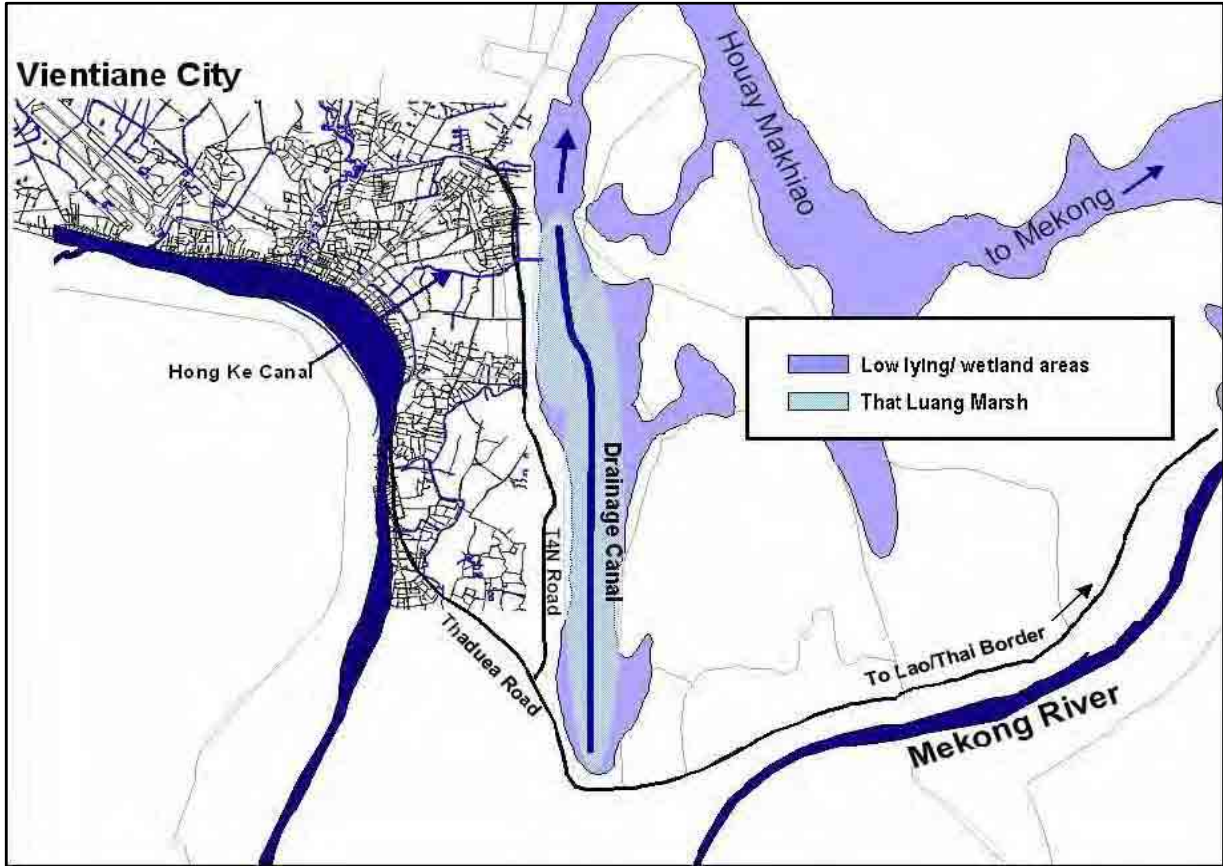 Vientiane City
Houay Makhiao
to Mekong
Hong Ke Canal
Low lying/ wetland areas
That Luang Marsh
Drainage Canal
T4N Road
Thaduea Road
To Lao/Thai Border
Mekong River